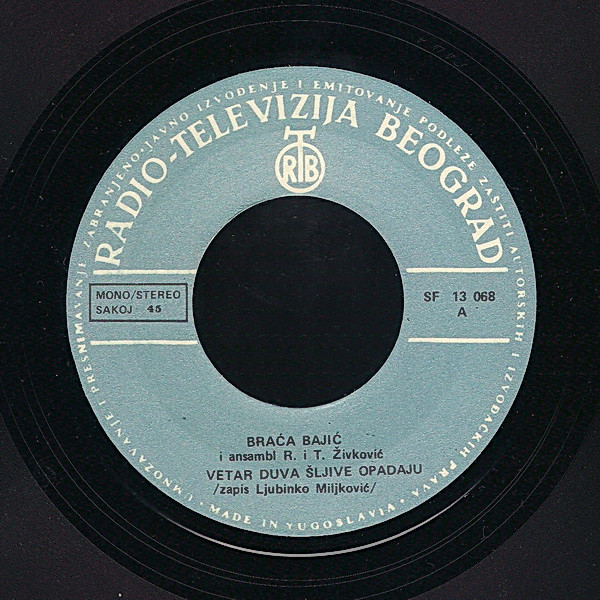 UMNOŽAVANJE I PRESNIMAVANJE ZABRANJENO • JAVNO IZVOĐENJE I EMITOVANJE PODLEŽE ZAŠTITI AUTORSKIH I IZVOĐAČKIH PRAVA
RADIO-TELEVIZIJA BEOGRAD
RTB
MONO/STEREO
SAKOJ 45
SF 13 068
A
BRAĆA BAJIĆ
i ansambl R. i T. Živković
VETAR DUVA ŠLJIVE OPADAJU
/zapis Ljubinko Miljković/
• MADE IN YUGOSLAVIA •